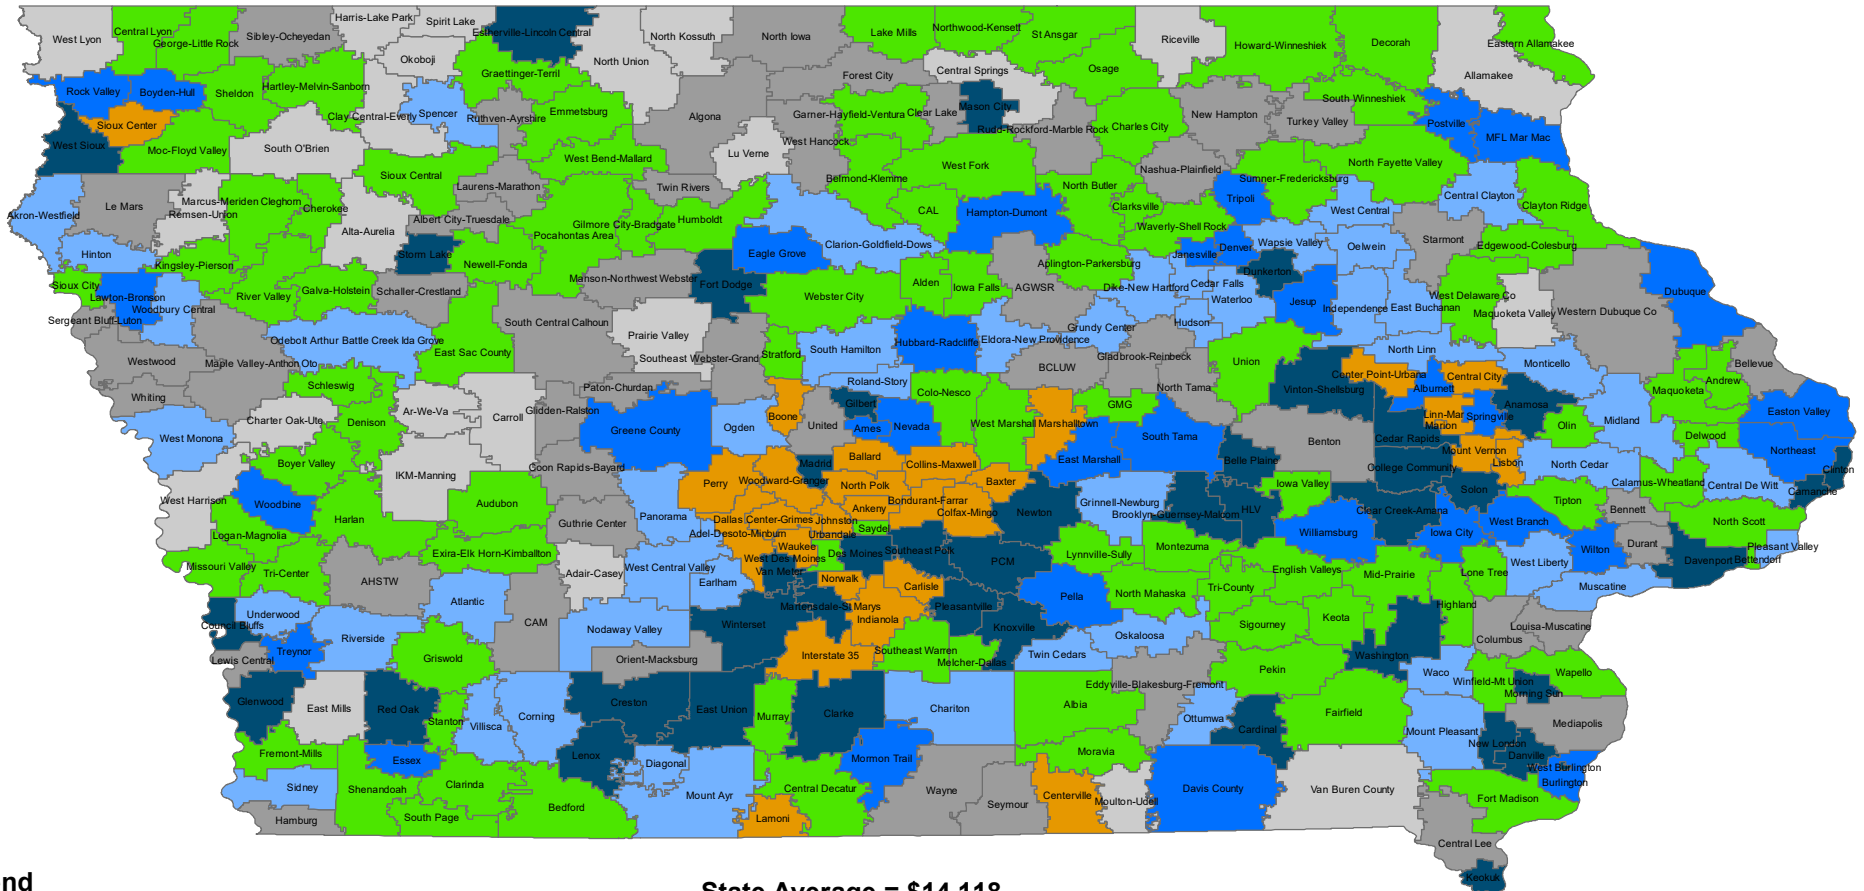 West Lyon
Central Lyon
George-Little Rock
Sibley-Ocheyedan
Harris-Lake Park
Spirit Lake
Estherville-Lincoln Central
North Kossuth
North Iowa
Lake Mills
Northwood-Kensett
St Ansgar
Riceville
Howard-Winneshiek
Decorah
Eastern Allamakee
Okoboji
North Union
Graettinger-Terril
Forest City
Central Springs
Osage
Allamakee
Rock Valley
Boyden-Hull
Sheldon
Hartley-Melvin-Sanborn
Clay Central-Everly
Spencer
Ruthven-Ayrshire
Emmetsburg
Algona
Garner-Hayfield-Ventura
Clear Lake
Mason City
Rudd-Rockford-Marble Rock
Charles City
New Hampton
Turkey Valley
South Winneshiek
Postville
MFL Mar Mac
Sioux Center
West Sioux
Moc-Floyd Valley
South O'Brien
Sioux Central
West Bend-Mallard
Lu Verne
West Hancock
Belmond-Klemme
West Fork
Nashua-Plainfield
Sumner-Fredericksburg
North Fayette Valley
Akron-Westfield
Le Mars
Remsen-Union
Marcus-Meriden Cleghorn
Cherokee
Alta-Aurelia
Laurens-Marathon
Albert City-Truesdale
Pocahontas Area
Gilmore City-Bradgate
Twin Rivers
Humboldt
CAL
Hampton-Dumont
North Butler
Clarksville
Waverly-Shell Rock
Tripoli
West Central
Central Clayton
Clayton Ridge
Hinton
Kingsley-Pierson
Storm Lake
Newell-Fonda
Manson-Northwest Webster
Fort Dodge
Eagle Grove
Clarion-Goldfield-Dows
Alden
Iowa Falls
AGWSR
Aplington-Parkersburg
Janesville
Denver
Wapsie Valley
Oelwein
Starmont
Edgewood-Colesburg
Sioux City
Lawton-Bronson
Woodbury Central
Sergeant Bluff-Luton
River Valley
Galva-Holstein
Schaller-Crestland
South Central Calhoun
Prairie Valley
Southeast Webster-Grand
Webster City
Dike-New Hartford
Cedar Falls
Waterloo
Dunkerton
Jesup
Independence
East Buchanan
West Delaware Co
Maquoketa Valley
Western Dubuque Co
Dubuque
Westwood
Maple Valley-Anthon Oto
Odebolt Arthur Battle Creek Ida Grove
East Sac County
Stratford
South Hamilton
Hubbard-Radcliffe
Eldora-New Providence
Grundy Center
Hudson
BCLUW
Gladbrook-Reinbeck
North Tama
Union
Vinton-Shellsburg
Center Point-Urbana
North Linn
Alburnett
Central City
Monticello
Bellevue
Whiting
Schleswig
Paton-Churdan
Roland-Story
Colo-Nesco
Gilbert
Boone
Ogden
Ames
Nevada
United
West Marshall
Marshalltown
GMG
South Tama
Linn-Mar
Marion
Springville
Anamosa
Olin
Midland
Maquoketa
Andrew
Easton Valley
Charter Oak-Ute
Denison
Ar-We-Va
Carroll
Glidden-Ralston
Greene County
West Monona
Boyer Valley
IKM-Manning
Coon Rapids-Bayard
Perry
Woodward-Granger
Madrid
Ballard
North Polk
Collins-Maxwell
Baxter
East Marshall
Belle Plaine
Benton
Cedar Rapids
College Community
Mount Vernon
Lisbon
North Cedar
Delwood
Northeast
Clinton
Camanche
West Harrison
Woodbine
Harlan
Audubon
Guthrie Center
Panorama
Dallas Center-Grimes
Adel-Desoto-Minburn
Johnston
Urbandale
Ankeny
Saydel
Bondurant-Farrar
Colfax-Mingo
Newton
Grinnell-Newburg
Brooklyn-Guernsey-Malcom
HLV
Iowa Valley
Clear Creek-Amana
Solon
Tipton
Calamus-Wheatland
Central De Witt
Bennett
North Scott
Logan-Magnolia
Missouri Valley
Tri-Center
Exira-Elk Horn-Kimballton
AHSTW
Adair-Casey
West Central Valley
Earlham
Waukee
West Des Moines
Van Meter
Des Moines
Southeast Polk
PCM
Lynnville-Sully
Montezuma
Williamsburg
Iowa City
West Branch
Wilton
Durant
Davenport
Bettendorf
Pleasant Valley
Norwalk
Carlisle
English Valleys
Mid-Prairie
Lone Tree
West Liberty
Muscatine
Council Bluffs
Underwood
Atlantic
CAM
Nodaway Valley
Winterset
Martensdale-St Marys
Indianola
Pleasantville
Knoxville
Pella
North Mahaska
Tri-County
Sigourney
Keota
Highland
Louisa-Muscatine
Columbus
Lewis Central
Treynor
Riverside
Griswold
Orient-Macksburg
Interstate 35
Southeast Warren
Melcher-Dallas
Twin Cedars
Oskaloosa
Pekin
Washington
Waco
Winfield-Mt Union
Morning Sun
Wapello
Glenwood
East Mills
Red Oak
Stanton
Villisca
Corning
Creston
East Union
Murray
Clarke
Chariton
Albia
Eddyville-Blakesburg-Fremont
Ottumwa
Cardinal
Fairfield
Mount Pleasant
New London
Mediapolis
Danville
West Burlington
Burlington
Fremont-Mills
Essex
Lenox
Diagonal
Mormon Trail
Moravia
Sidney
Shenandoah
Clarinda
Bedford
Mount Ayr
Central Decatur
Wayne
Seymour
Centerville
Moulton-Udell
Davis County
Van Buren County
Fort Madison
Hamburg
South Page
Lamoni
Central Lee
Keokuk
nd
State Average = $14,118